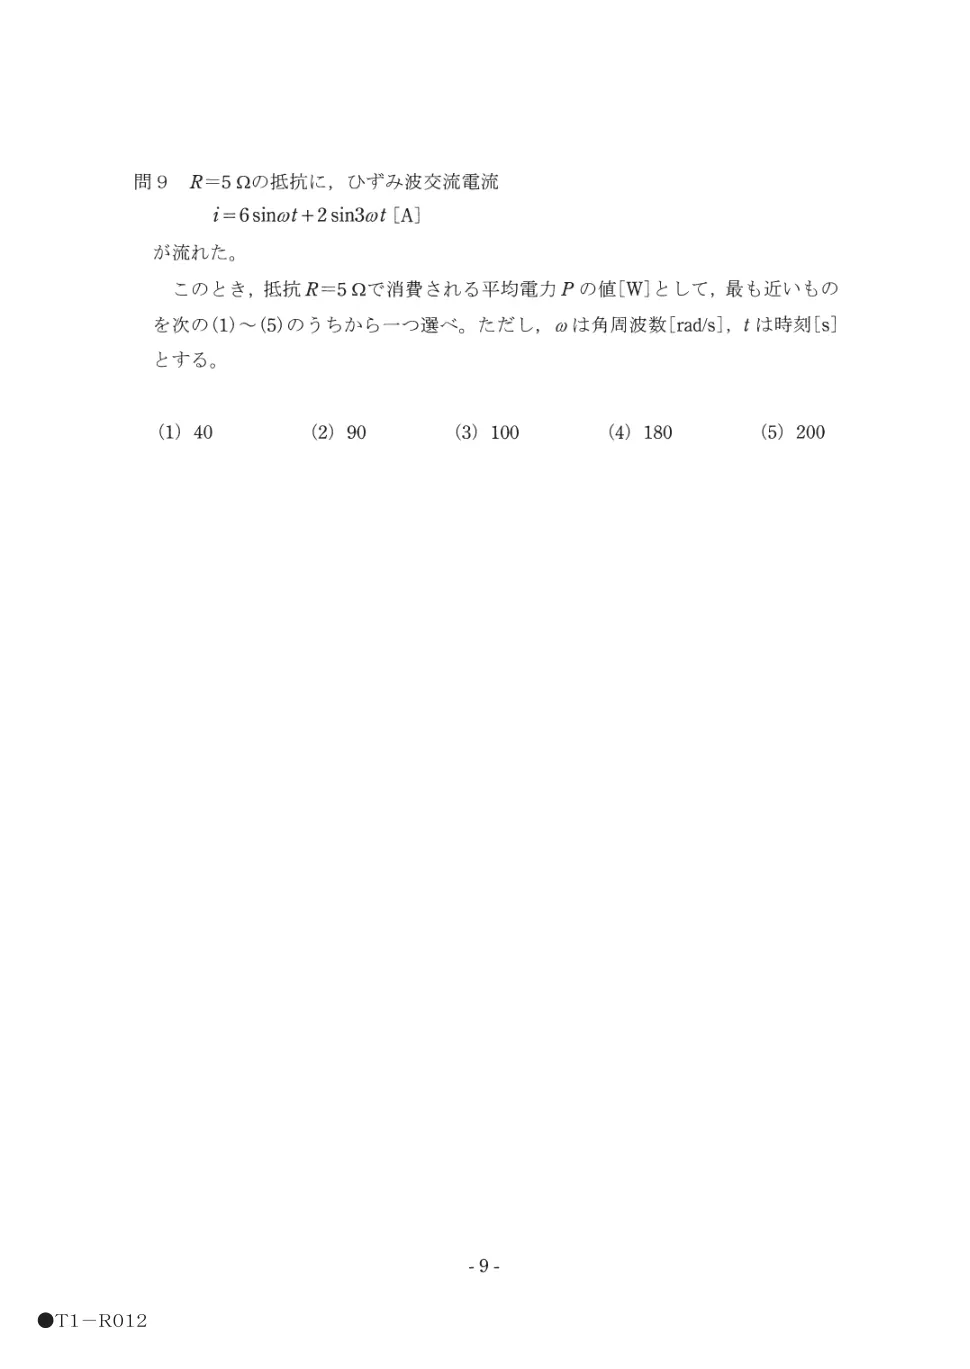 問９　R＝5 Ωの抵抗に，ひずみ波交流電流
i＝6 sinωt＋2 sin3ωt［A］
が流れた。
このとき，抵抗R＝5 Ωで消費される平均電力Pの値［W］として，最も近いもの
を次の(1)～(5)のうちから一つ選べ。ただし，ωは角周波数［rad/s］，tは時刻［s］
とする。
(1) 40　(2) 90　(3) 100　(4) 180　(5) 200
- 9 -
●T1－R012